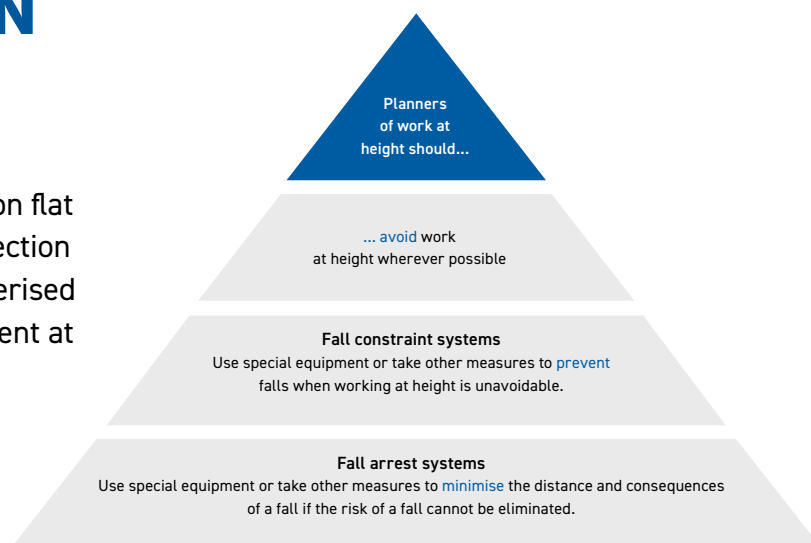 N
on flat
ection
erised
ent at
Planners
of work at
height should...
... avoid work
at height wherever possible
Fall constraint systems
Use special equipment or take other measures to prevent
falls when working at height is unavoidable.
Fall arrest systems
Use special equipment or take other measures to minimise the distance and consequences
of a fall if the risk of a fall cannot be eliminated.